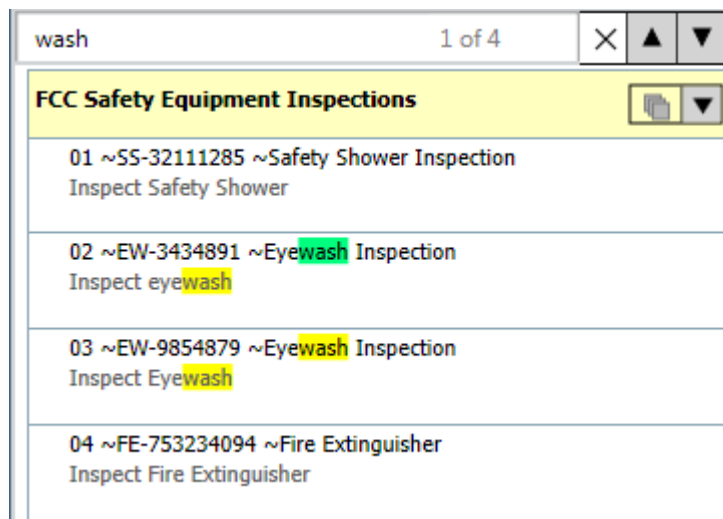 wash 1 of 4
FCC Safety Equipment Inspections
01 ~SS-32111285 ~Safety Shower Inspection
Inspect Safety Shower
02 ~EW-3434891 ~Eyewash Inspection
Inspect eyewash
03 ~EW-9854879 ~Eyewash Inspection
Inspect Eyewash
04 ~FE-753234094 ~Fire Extinguisher
Inspect Fire Extinguisher